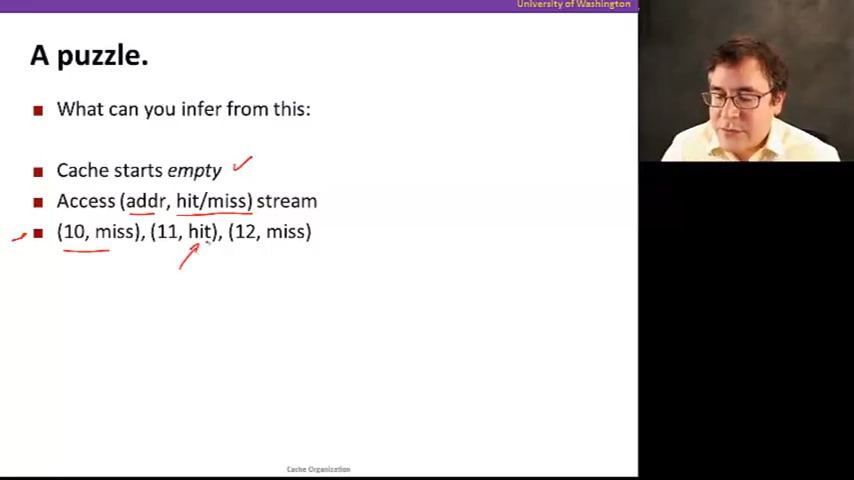 University of Washington
A puzzle.
■ What can you infer from this:
■ Cache starts empty
■ Access (addr, hit/miss) stream
■ (10, miss), (11, hit), (12, miss)
Cache Organization